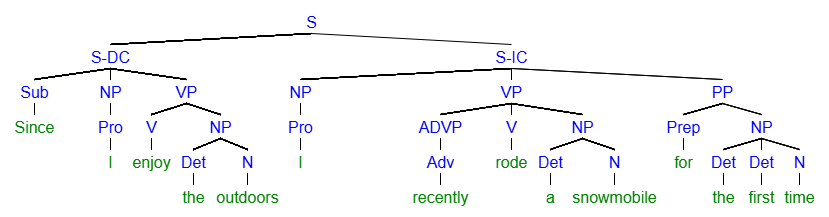 S
S-DC S-IC
Sub NP VP NP VP PP
Since Pro V NP Pro ADVP V NP Prep NP
I enjoy Det N I Adv rode Det N for Det Det N
the outdoors recently a snowmobile the first time